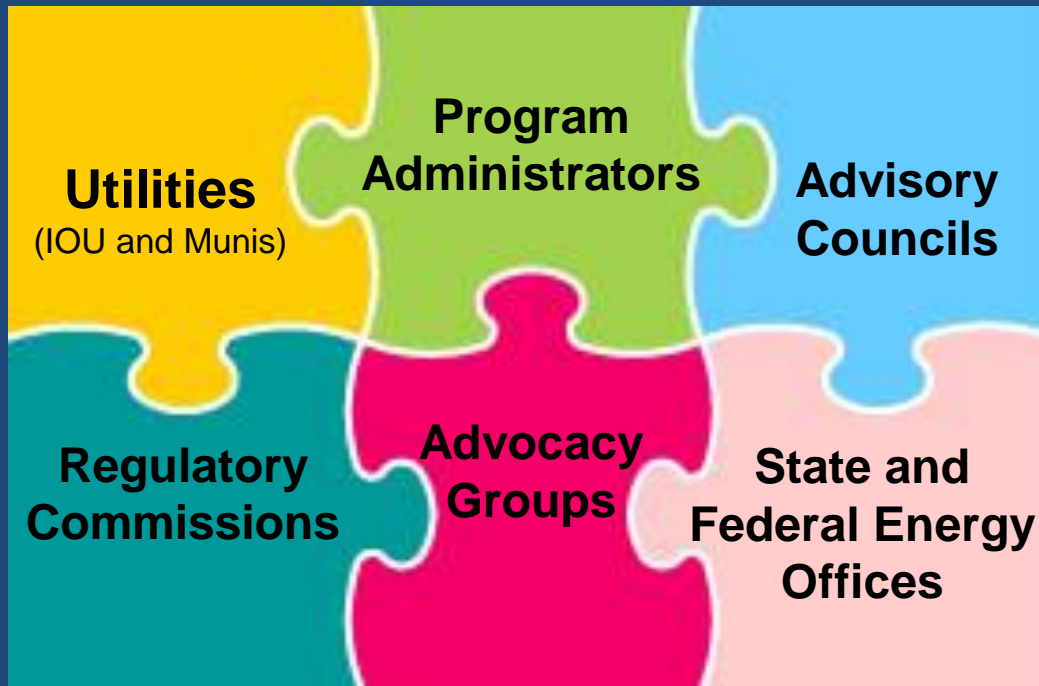 Utilities
(IOU and Munis)
Program
Administrators
Advisory
Councils
Regulatory
Commissions
Advocacy
Groups
State and
Federal Energy
Offices